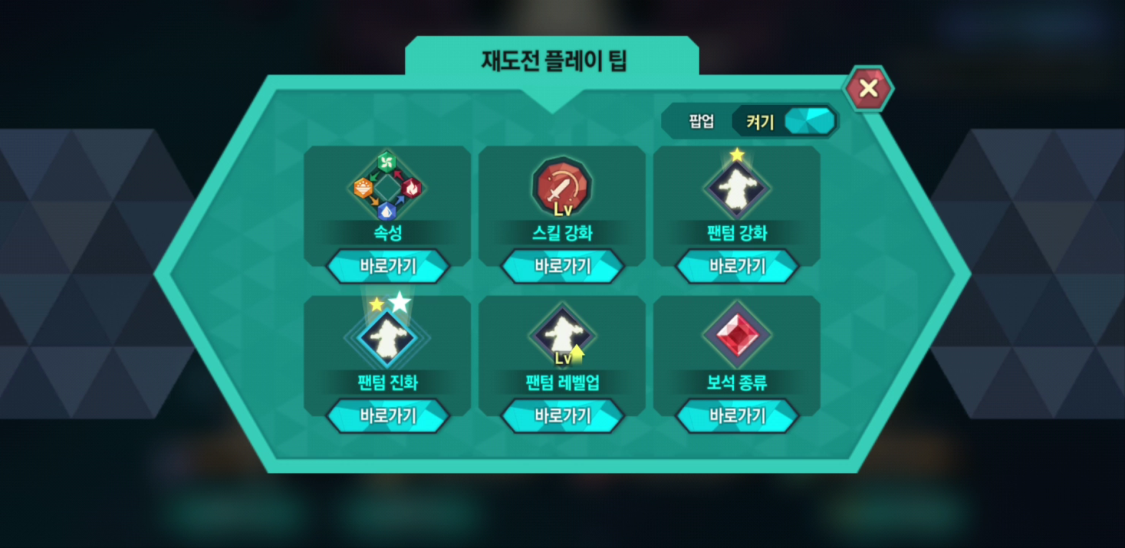 재도전 플레이 팁
팝업 켜기
속성
바로가기
Lv
스킬 강화
바로가기
팬텀 강화
바로가기
팬텀 진화
바로가기
Lv
팬텀 레벨업
바로가기
보석 종류
바로가기